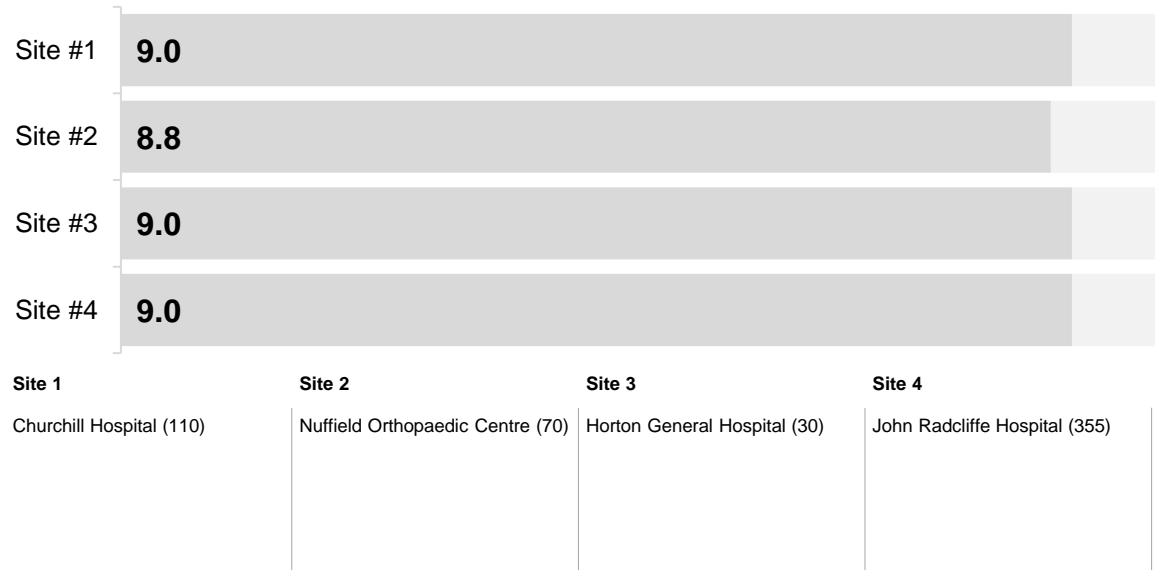 Site #1 9.0
Site #2 8.8
Site #3 9.0
Site #4 9.0
Site 1 Site 2 Site 3 Site 4
Churchill Hospital (110) Nuffield Orthopaedic Centre (70) Horton General Hospital (30) John Radcliffe Hospital (355)